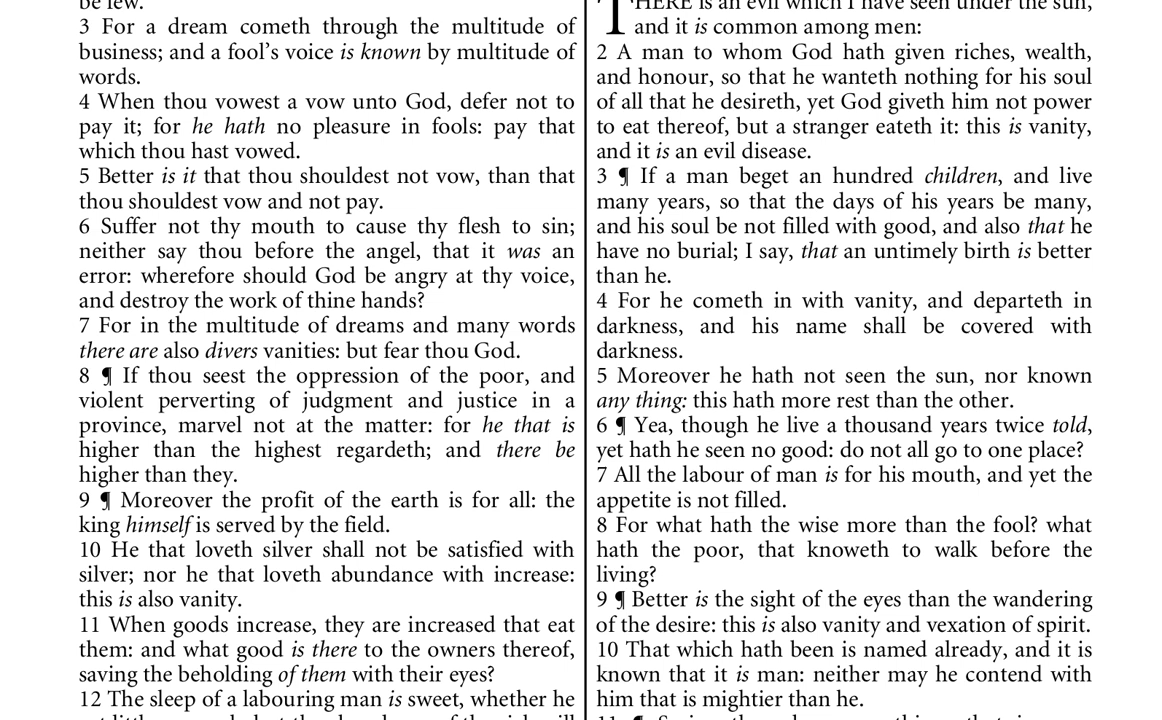 be few.
3 For a dream cometh through the multitude of
business; and a fool's voice is known by multitude of
words.
4 When thou vowest a vow unto God, defer not to
pay it; for he hath no pleasure in fools: pay that
which thou hast vowed.
5 Better is it that thou shouldest not vow, than that
thou shouldest vow and not pay.
6 Suffer not thy mouth to cause thy flesh to sin;
neither say thou before the angel, that it was an
error: wherefore should God be angry at thy voice,
and destroy the work of thine hands?
7 For in the multitude of dreams and many words
there are also divers vanities: but fear thou God.
8 ¶ If thou seest the oppression of the poor, and
violent perverting of judgment and justice in a
province, marvel not at the matter: for he that is
higher than the highest regardeth; and there be
higher than they.
9 ¶ Moreover the profit of the earth is for all: the
king himself is served by the field.
10 He that loveth silver shall not be satisfied with
silver; nor he that loveth abundance with increase:
this is also vanity.
11 When goods increase, they are increased that eat
them: and what good is there to the owners thereof,
saving the beholding of them with their eyes?
12 The sleep of a labouring man is sweet, whether he
THERE is an evil which I have seen under the sun,
and it is common among men:
2 A man to whom God hath given riches, wealth,
and honour, so that he wanteth nothing for his soul
of all that he desireth, yet God giveth him not power
to eat thereof, but a stranger eateth it: this is vanity,
and it is an evil disease.
3 ¶ If a man beget an hundred children, and live
many years, so that the days of his years be many,
and his soul be not filled with good, and also that he
have no burial; I say, that an untimely birth is better
than he.
4 For he cometh in with vanity, and departeth in
darkness, and his name shall be covered with
darkness.
5 Moreover he hath not seen the sun, nor known
any thing: this hath more rest than the other.
6 ¶ Yea, though he live a thousand years twice told,
yet hath he seen no good: do not all go to one place?
7 All the labour of man is for his mouth, and yet the
appetite is not filled.
8 For what hath the wise more than the fool? what
hath the poor, that knoweth to walk before the
living?
9 ¶ Better is the sight of the eyes than the wandering
of the desire: this is also vanity and vexation of spirit.
10 That which hath been is named already, and it is
known that it is man: neither may he contend with
him that is mightier than he.